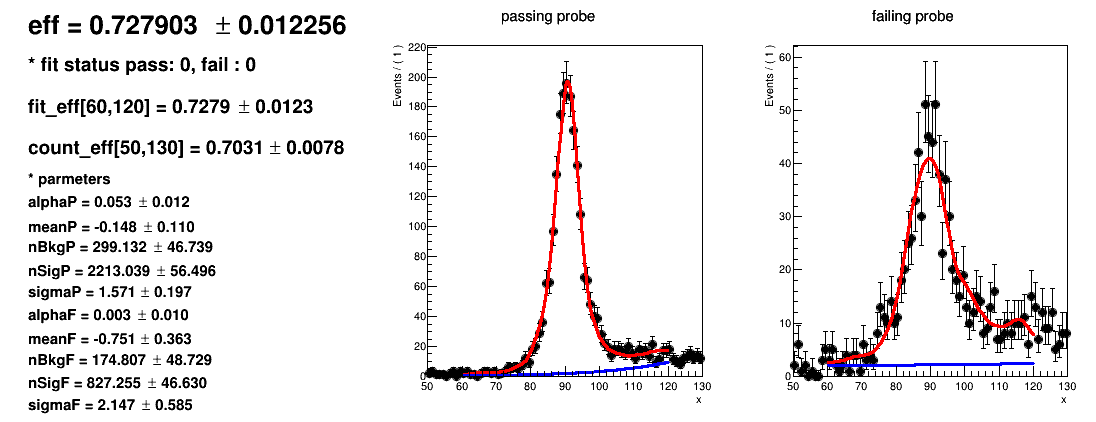 eff = 0.727903 ± 0.012256
* fit status pass: 0, fail : 0
fit_eff[60,120] = 0.7279 ± 0.0123
count_eff[50,130] = 0.7031 ± 0.0078
* parmeters
alphaP = 0.053 ± 0.012
meanP = -0.148 ± 0.110
nBkgP = 299.132 ± 46.739
nSigP = 2213.039 ± 56.496
sigmaP = 1.571 ± 0.197
alphaF = 0.003 ± 0.010
meanF = -0.751 ± 0.363
nBkgF = 174.807 ± 48.729
nSigF = 827.255 ± 46.630
sigmaF = 2.147 ± 0.585
passing probe
Events / ( 1 )
220
200
180
160
140
120
100
80
60
40
20
0
50 60 70 80 90 100 110 120 130
x
failing probe
Events / ( 1 )
60
50
40
30
20
10
0
50 60 70 80 90 100 110 120 130
x